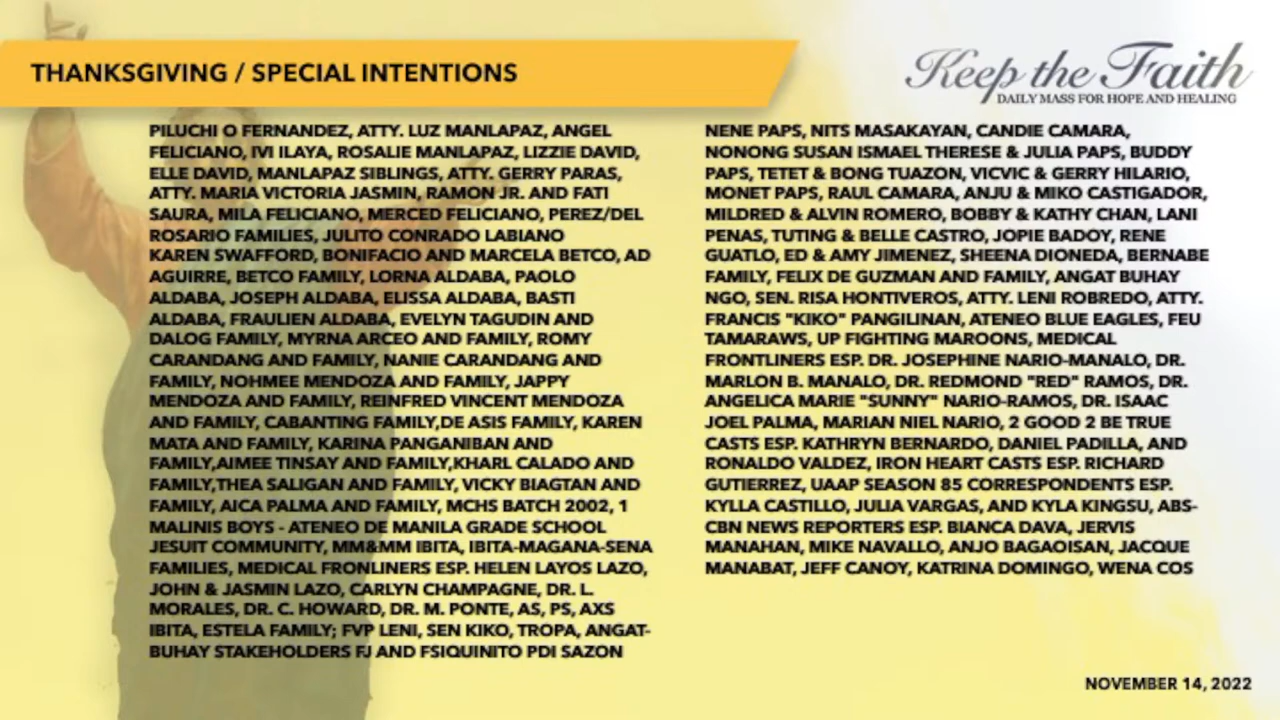 THANKSGIVING / SPECIAL INTENTIONS
Keep the Faith
DAILY MASS FOR HOPE AND HEALING
PILUCHI O FERNANDEZ, ATTY. LUZ MANLAPAZ, ANGEL
FELICIANO, IVI ILAYA, ROSALIE MANLAPAZ, LIZZIE DAVID,
ELLE DAVID, MANLAPAZ SIBLINGS, ATTY. GERRY PARAS,
ATTY. MARIA VICTORIA JASMIN, RAMON JR. AND FATI
SAURA, MILA FELICIANO, MERCED FELICIANO, PEREZ/DEL
ROSARIO FAMILIES, JULITO CONRADO LABIANO
KAREN SWAFFORD, BONIFACIO AND MARCELA BETCO, AD
AGUIRRE, BETCO FAMILY, LORNA ALDABA, PAOLO
ALDABA, JOSEPH ALDABA, ELISSA ALDABA, BASTI
ALDABA, FRAULIEN ALDABA, EVELYN TAGUDIN AND
DALOG FAMILY, MYRNA ARCEO AND FAMILY, ROMY
CARANDANG AND FAMILY, NANIE CARANDANG AND
FAMILY, NOHMEE MENDOZA AND FAMILY, JAPPY
MENDOZA AND FAMILY, REINFRED VINCENT MENDOZA
AND FAMILY, CABANTING FAMILY,DE ASIS FAMILY, KAREN
MATA AND FAMILY, KARINA PANGANIBAN AND
FAMILY,AIMEE TINSAY AND FAMILY,KHARL CALADO AND
FAMILY,THEA SALIGAN AND FAMILY, VICKY BIAGTAN AND
FAMILY, AICA PALMA AND FAMILY, MCHS BATCH 2002, 1
MALINIS BOYS - ATENEO DE MANILA GRADE SCHOOL
JESUIT COMMUNITY, MM&MM IBITA, IBITA-MAGANA-SENA
FAMILIES, MEDICAL FRONLINERS ESP. HELEN LAYOS LAZO,
JOHN & JASMIN LAZO, CARLYN CHAMPAGNE, DR. L.
MORALES, DR. C. HOWARD, DR. M. PONTE, AS, PS, AXS
IBITA, ESTELA FAMILY; FVP LENI, SEN KIKO, TROPA, ANGAT-
BUHAY STAKEHOLDERS FJ AND FSIQUINITO PDI SAZON
NENE PAPS, NITS MASAKAYAN, CANDIE CAMARA,
NONONG SUSAN ISMAEL THERESE & JULIA PAPS, BUDDY
PAPS, TETET & BONG TUAZON, VICVIC & GERRY HILARIO,
MONET PAPS, RAUL CAMARA, ANJU & MIKO CASTIGADOR,
MILDRED & ALVIN ROMERO, BOBBY & KATHY CHAN, LANI
PENAS, TUTING & BELLE CASTRO, JOPIE BADOY, RENE
GUATLO, ED & AMY JIMENEZ, SHEENA DIONEDA, BERNABE
FAMILY, FELIX DE GUZMAN AND FAMILY, ANGAT BUHAY
NGO, SEN. RISA HONTIVEROS, ATTY. LENI ROBREDO, ATTY.
FRANCIS "KIKO" PANGILINAN, ATENEO BLUE EAGLES, FEU
TAMARAWS, UP FIGHTING MAROONS, MEDICAL
FRONTLINERS ESP. DR. JOSEPHINE NARIO-MANALO, DR.
MARLON B. MANALO, DR. REDMOND "RED" RAMOS, DR.
ANGELICA MARIE "SUNNY" NARIO-RAMOS, DR. ISAAC
JOEL PALMA, MARIAN NIEL NARIO, 2 GOOD 2 BE TRUE
CASTS ESP. KATHRYN BERNARDO, DANIEL PADILLA, AND
RONALDO VALDEZ, IRON HEART CASTS ESP. RICHARD
GUTIERREZ, UAAP SEASON 85 CORRESPONDENTS ESP.
KYLLA CASTILLO, JULIA VARGAS, AND KYLA KINGSU, ABS-
CBN NEWS REPORTERS ESP. BIANCA DAVA, JERVIS
MANAHAN, MIKE NAVALLO, ANJO BAGAOISAN, JACQUE
MANABAT, JEFF CANOY, KATRINA DOMINGO, WENA COS
NOVEMBER 14, 2022